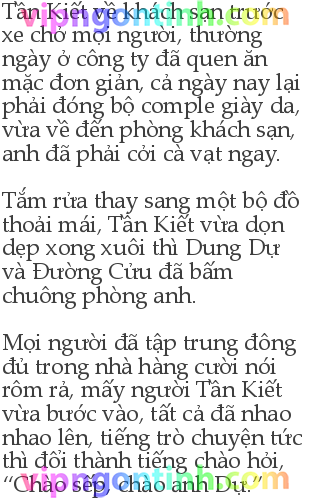 Tần Kiết về khách sạn trước
xe chở mọi người, thường
ngày ở công ty đã quen ăn
mặc đơn giản, cả ngày nay lại
phải đóng bộ comple giày da,
vừa về đến phòng khách sạn,
anh đã phải cởi cà vạt ngay.
Tắm rửa thay sang một bộ đồ
thoải mái, Tần Kiết vừa dọn
dẹp xong xuôi thì Dung Dự
và Đường Cửu đã bấm
chuông phòng anh.
Mọi người đã tập trung đông
đủ trong nhà hàng cười nói
rôm rả, mấy người Tần Kiết
vừa bước vào, tất cả đã nhao
nhao lên, tiếng trò chuyện tức
thì đổi thành tiếng chào hỏi,
“Chào sếp, chào anh Dự.”
vipngontinh.com
vipngontinh.com